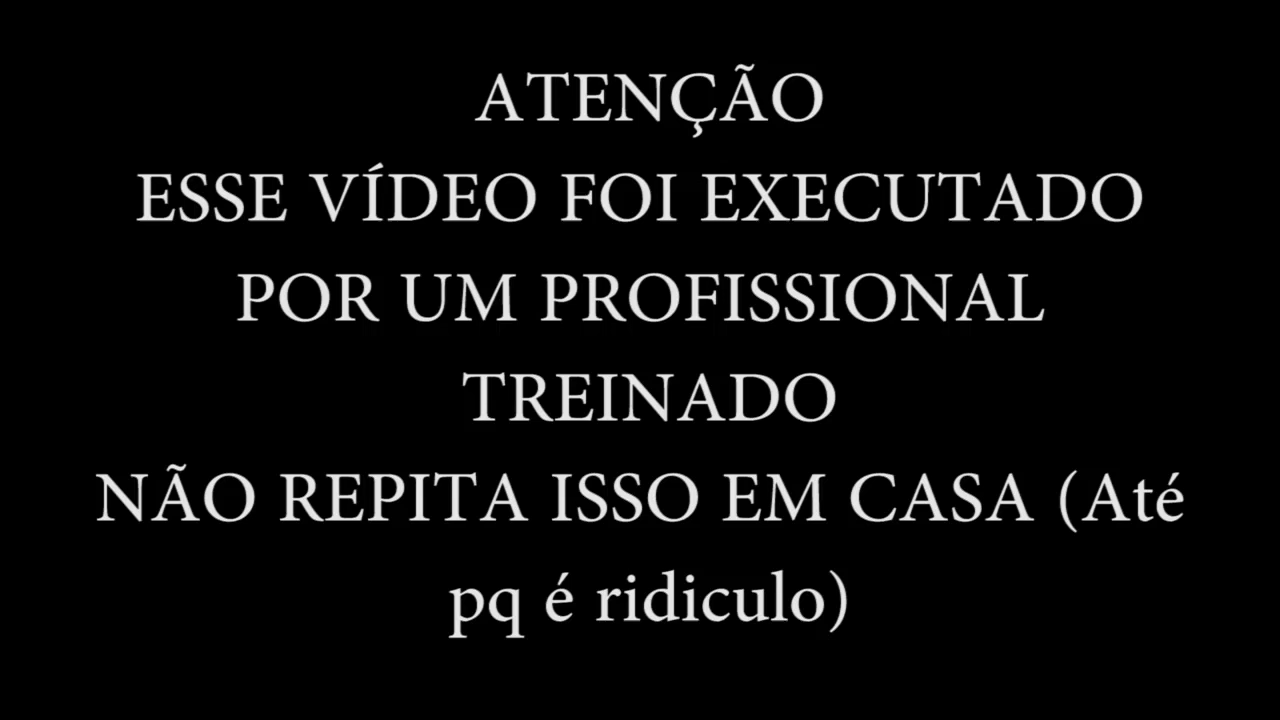 ATENÇÃO
ESSE VÍDEO FOI EXECUTADO
POR UM PROFISSIONAL
TREINADO
NÃO REPITA ISSO EM CASA (Até
pq é ridiculo)